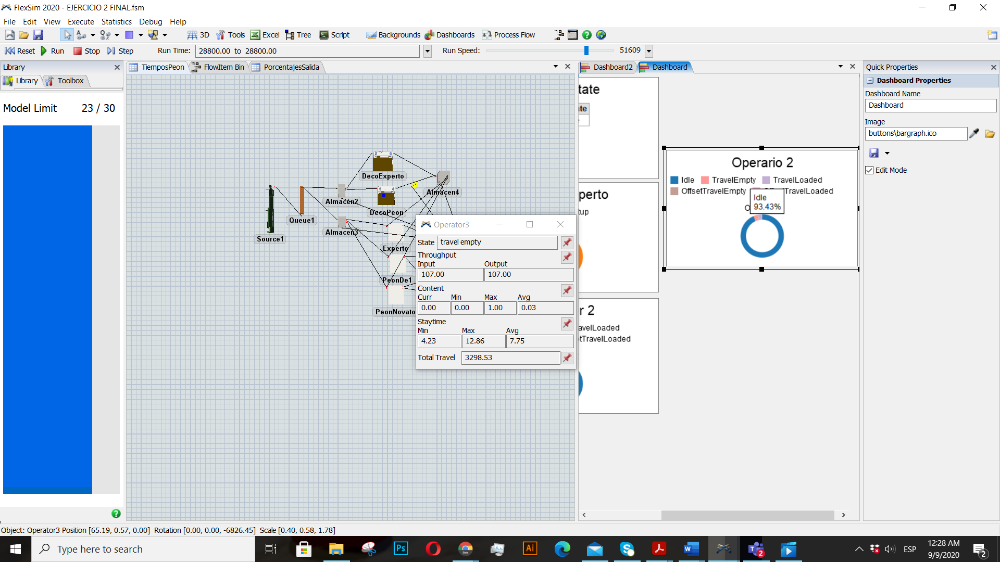 FlexSim 2020 - EJERCICIO 2 FINAL.fsm
File Edit View Execute Statistics Debug Help
3D Tools Excel Tree Script Backgrounds Dashboards Process Flow
Reset Run Stop Step Run Time: 28800.00 to 28800.00 Run Speed: 51609
Library
Library Toolbox
Model Limit 23 / 30
TiemposPeon FlowItem Bin PorcentajesSalida
DecoExperto
Almacen4
Almacen2
DecoPeon
Queue1
Almacen3
Source1
Experto
PeonDe1
PeonNovato
Operator3
State travel empty
Throughput
Input Output
107.00 107.00
Content
Curr Min Max Avg
0.00 0.00 1.00 0.03
Staytime
Min Max Avg
4.23 12.86 7.75
Total Travel 3298.53
Dashboard2 Dashboard
tate
te
perto
tup
r 2
avelLoaded
tTravelLoaded
Operario 2
Idle TravelEmpty TravelLoaded
OffsetTravelEmpty TravelLoaded
Idle
93.43%
Quick Properties
Dashboard Properties
Dashboard Name
Dashboard
Image
buttons\bargraph.ico
Edit Mode
Object: Operator3 Position [65.19, 0.57, 0.00] Rotation [0.00, 0.00, -6826.45] Scale [0.40, 0.58, 1.78]
Type here to search
Ps
Ai
W
2
ESP
12:28 AM
9/9/2020
2